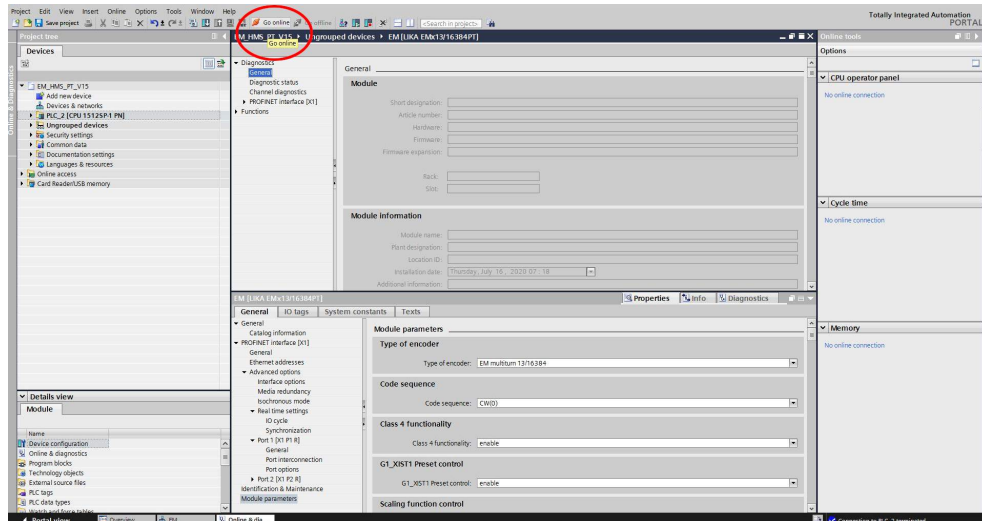 Project Edit View Insert Online Options Tools Window Help
Totally Integrated Automation
PORTAL
Save project
Go online
Go offline
<Search in project>
Project tree
EM_HMS_PT_V15 Ungrouped devices EM [LIKA EMx13/16384PT]
Go online
Online tools
Devices
Options
EM_HMS_PT_V15
Add new device
Devices & networks
PLC_2 [CPU 1512SP-1 PN]
Ungrouped devices
Security settings
Common data
Documentation settings
Languages & resources
Online access
Card Reader/USB memory
Online & Diagnostics
Diagnostics
General
Diagnostic status
Channel diagnostics
PROFINET interface [X1]
Functions
General
Module
Short designation:
Article number:
Hardware:
Firmware:
Firmware expansion:
Rack:
Slot:
Module information
Module name:
Plant designation:
Location ID:
Installation date: Thursday, July 16, 2020 07:18
Additional information:
CPU operator panel
No online connection
Cycle time
No online connection
Memory
No online connection
EM [LIKA EMx13/16384PT]
Properties Info Diagnostics
General IO tags System constants Texts
General
Catalog information
PROFINET interface [X1]
General
Ethernet addresses
Advanced options
Interface options
Media redundancy
Isochronous mode
Real time settings
IO cycle
Synchronization
Port 1 [X1 P1 R]
General
Port interconnection
Port options
Port 2 [X1 P2 R]
Identification & Maintenance
Module parameters
Module parameters
Type of encoder
Type of encoder: EM multiturn 13/16384
Code sequence
Code sequence: CW(0)
Class 4 functionality
Class 4 functionality: enable
G1_XIST1 Preset control
G1_XIST1 Preset control: enable
Scaling function control
Details view
Module
Name
Device configuration
Online & diagnostics
Program blocks
Technology objects
External source files
PLC tags
PLC data types
Watch and force tables
Portal view
Overview
EM
Online & dia...
Connection to PLC_2 terminated